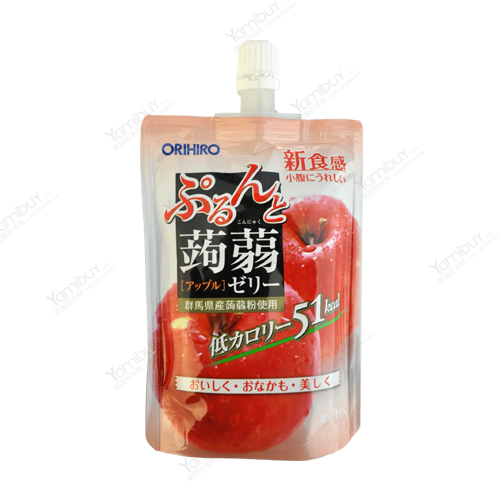 ORIHIRO
新食感
小腹にうれしい
ぷるんと
こんにゃく
蒟蒻
[アップル]ゼリー
群馬県産蒟蒻粉使用
低カロリー51kcal
おいしく・おなかも・美しく
Yamibuy